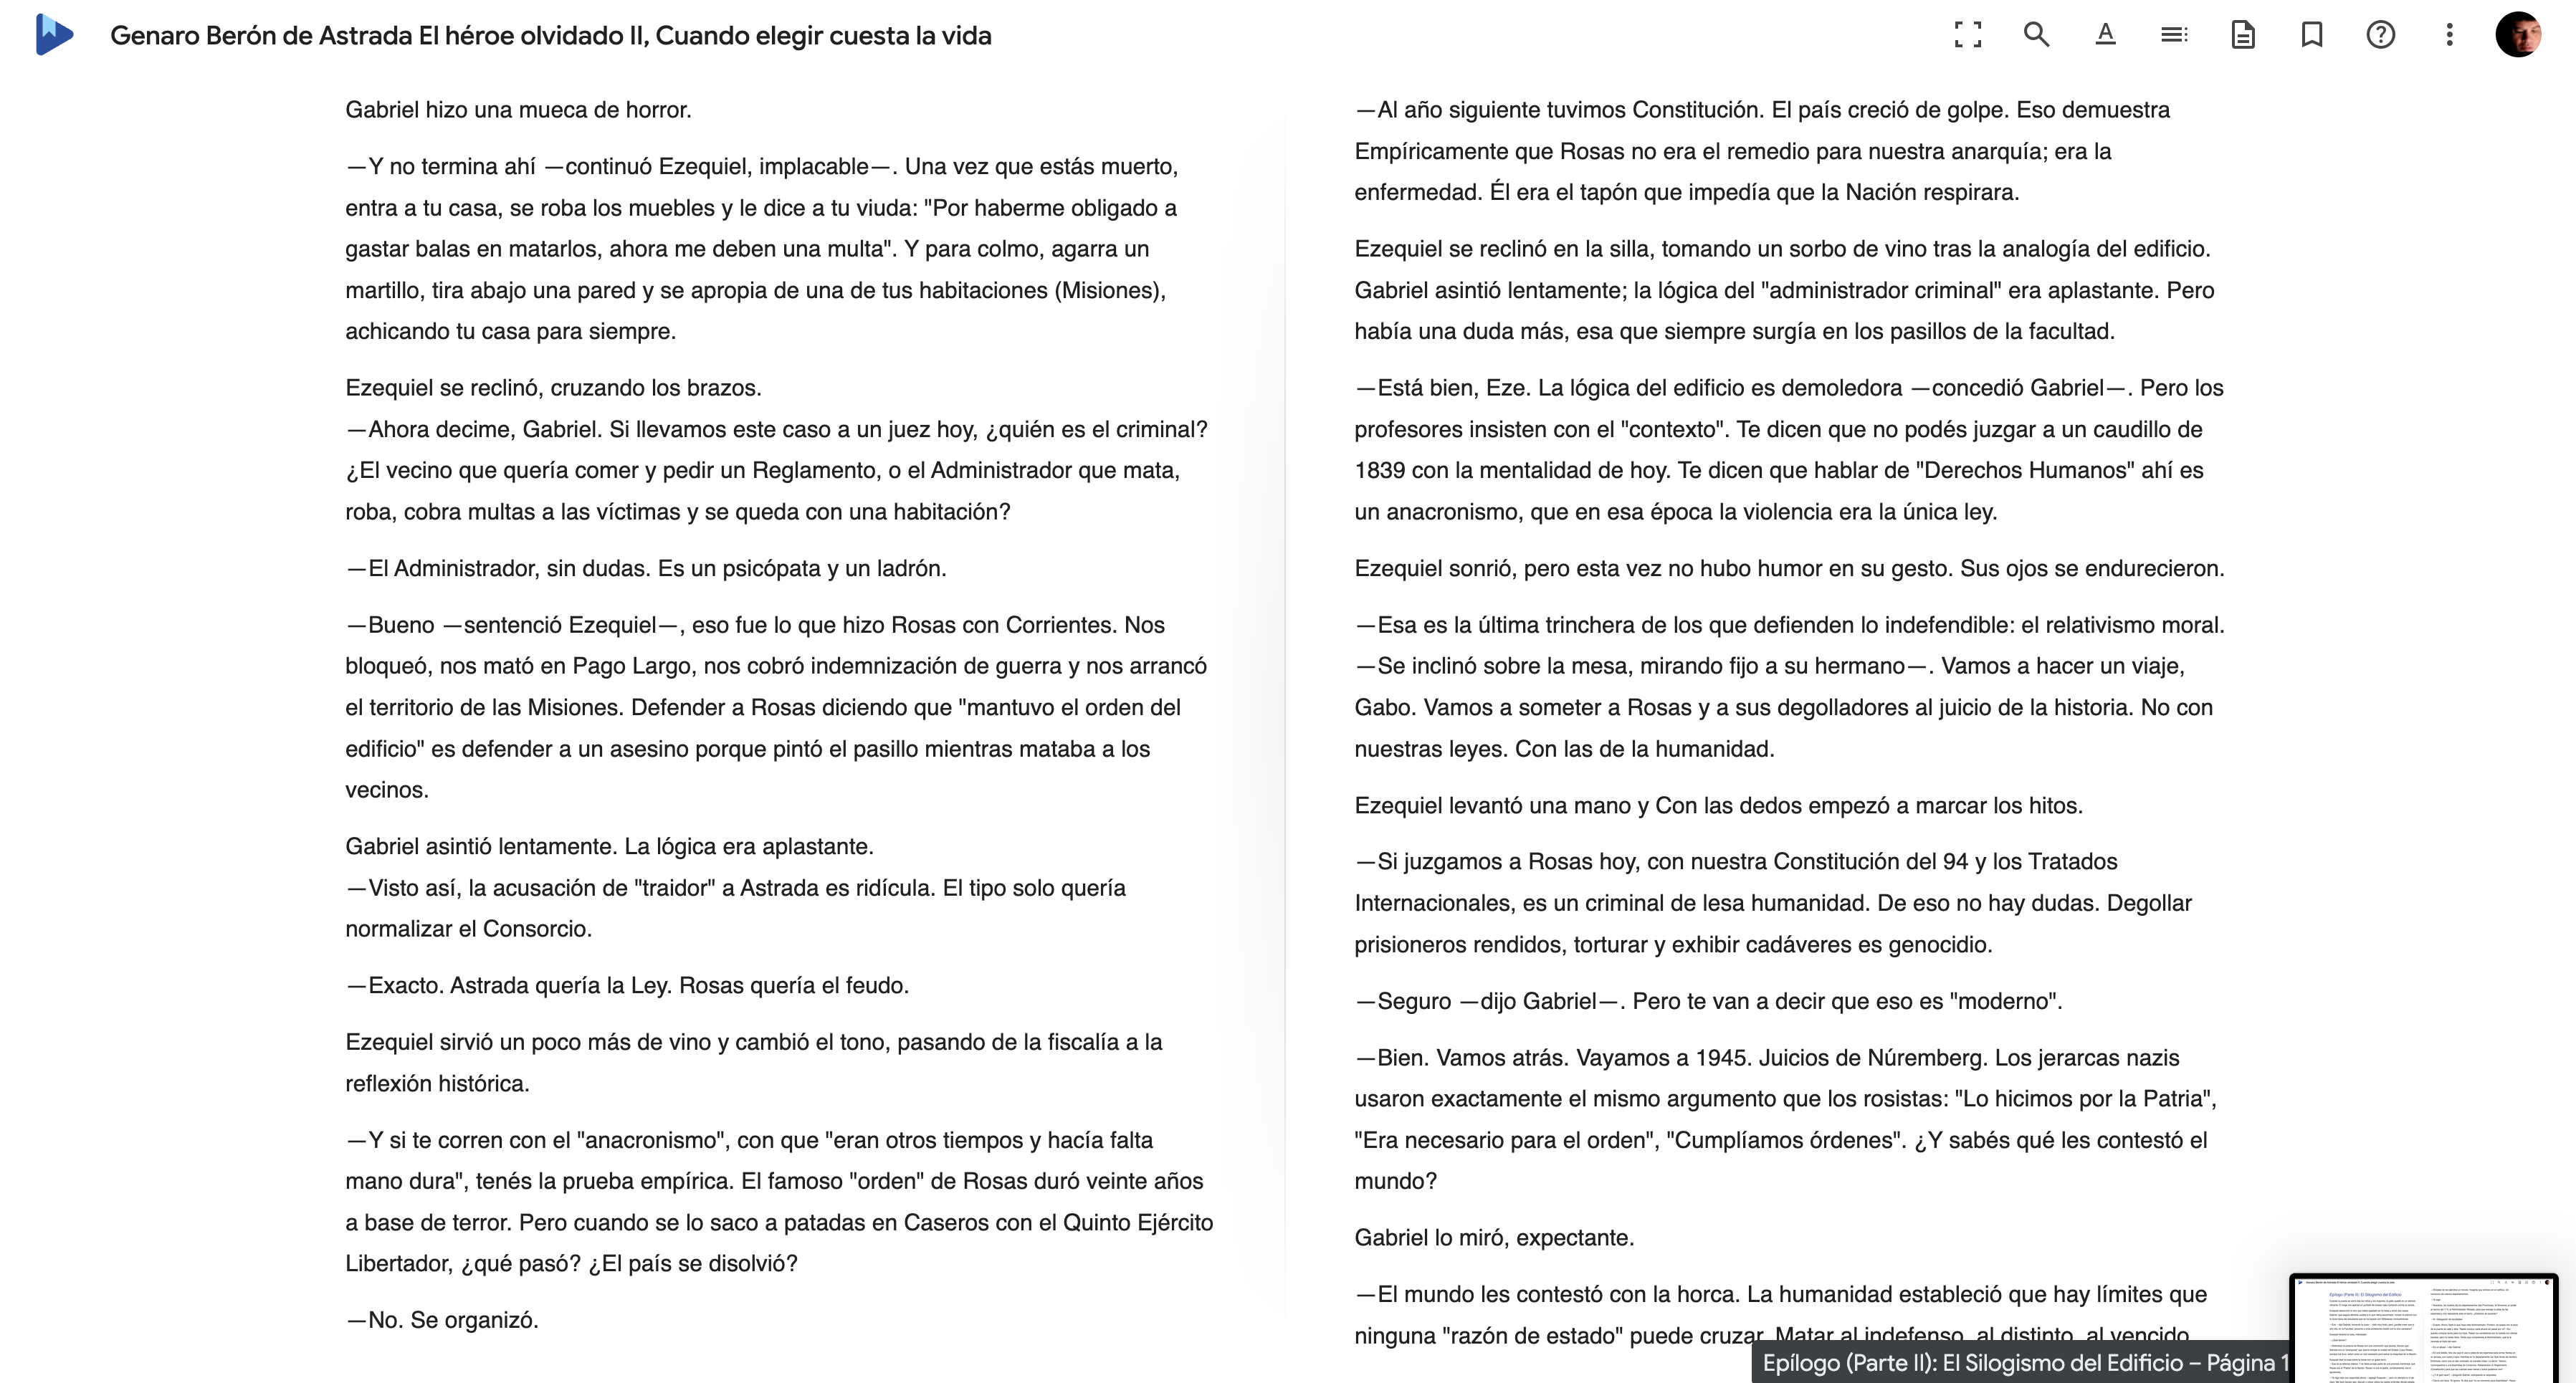 Genaro Berón de Astrada El héroe olvidado II, Cuando elegir cuesta la vida
Gabriel hizo una mueca de horror.
—Y no termina ahí —continuó Ezequiel, implacable—. Una vez que estás muerto,
entra a tu casa, se roba los muebles y le dice a tu viuda: "Por haberme obligado a
gastar balas en matarlos, ahora me deben una multa". Y para colmo, agarra un
martillo, tira abajo una pared y se apropia de una de tus habitaciones (Misiones),
achicando tu casa para siempre.
Ezequiel se reclinó, cruzando los brazos.
—Ahora decime, Gabriel. Si llevamos este caso a un juez hoy, ¿quién es el criminal?
¿El vecino que quería comer y pedir un Reglamento, o el Administrador que mata,
roba, cobra multas a las víctimas y se queda con una habitación?
—El Administrador, sin dudas. Es un psicópata y un ladrón.
—Bueno —sentenció Ezequiel—, eso fue lo que hizo Rosas con Corrientes. Nos
bloqueó, nos mató en Pago Largo, nos cobró indemnización de guerra y nos arrancó
el territorio de las Misiones. Defender a Rosas diciendo que "mantuvo el orden del
edificio" es defender a un asesino porque pintó el pasillo mientras mataba a los
vecinos.
Gabriel asintió lentamente. La lógica era aplastante.
—Visto así, la acusación de "traidor" a Astrada es ridícula. El tipo solo quería
normalizar el Consorcio.
—Exacto. Astrada quería la Ley. Rosas quería el feudo.
Ezequiel sirvió un poco más de vino y cambió el tono, pasando de la fiscalía a la
reflexión histórica.
—Y si te corren con el "anacronismo", con que "eran otros tiempos y hacía falta
mano dura", tenés la prueba empírica. El famoso "orden" de Rosas duró veinte años
a base de terror. Pero cuando se lo saco a patadas en Caseros con el Quinto Ejército
Libertador, ¿qué pasó? ¿El país se disolvió?
—No. Se organizó.
—Al año siguiente tuvimos Constitución. El país creció de golpe. Eso demuestra
Empíricamente que Rosas no era el remedio para nuestra anarquía; era la
enfermedad. Él era el tapón que impedía que la Nación respirara.
Ezequiel se reclinó en la silla, tomando un sorbo de vino tras la analogía del edificio.
Gabriel asintió lentamente; la lógica del "administrador criminal" era aplastante. Pero
había una duda más, esa que siempre surgía en los pasillos de la facultad.
—Está bien, Eze. La lógica del edificio es demoledora —concedió Gabriel—. Pero los
profesores insisten con el "contexto". Te dicen que no podés juzgar a un caudillo de
1839 con la mentalidad de hoy. Te dicen que hablar de "Derechos Humanos" ahí es
un anacronismo, que en esa época la violencia era la única ley.
Ezequiel sonrió, pero esta vez no hubo humor en su gesto. Sus ojos se endurecieron.
—Esa es la última trinchera de los que defienden lo indefendible: el relativismo moral.
—Se inclinó sobre la mesa, mirando fijo a su hermano—. Vamos a hacer un viaje,
Gabo. Vamos a someter a Rosas y a sus degolladores al juicio de la historia. No con
nuestras leyes. Con las de la humanidad.
Ezequiel levantó una mano y Con las dedos empezó a marcar los hitos.
—Si juzgamos a Rosas hoy, con nuestra Constitución del 94 y los Tratados
Internacionales, es un criminal de lesa humanidad. De eso no hay dudas. Degollar
prisioneros rendidos, torturar y exhibir cadáveres es genocidio.
—Seguro —dijo Gabriel—. Pero te van a decir que eso es "moderno".
—Bien. Vamos atrás. Vayamos a 1945. Juicios de Núremberg. Los jerarcas nazis
usaron exactamente el mismo argumento que los rosistas: "Lo hicimos por la Patria",
"Era necesario para el orden", "Cumplíamos órdenes". ¿Y sabés qué les contestó el
mundo?
Gabriel lo miró, expectante.
—El mundo les contestó con la horca. La humanidad estableció que hay límites que
ninguna "razón de estado" puede cruzar. Matar al indefenso, al distinto, al vencido
Epílogo (Parte II): El Silogismo del Edificio – Página 1